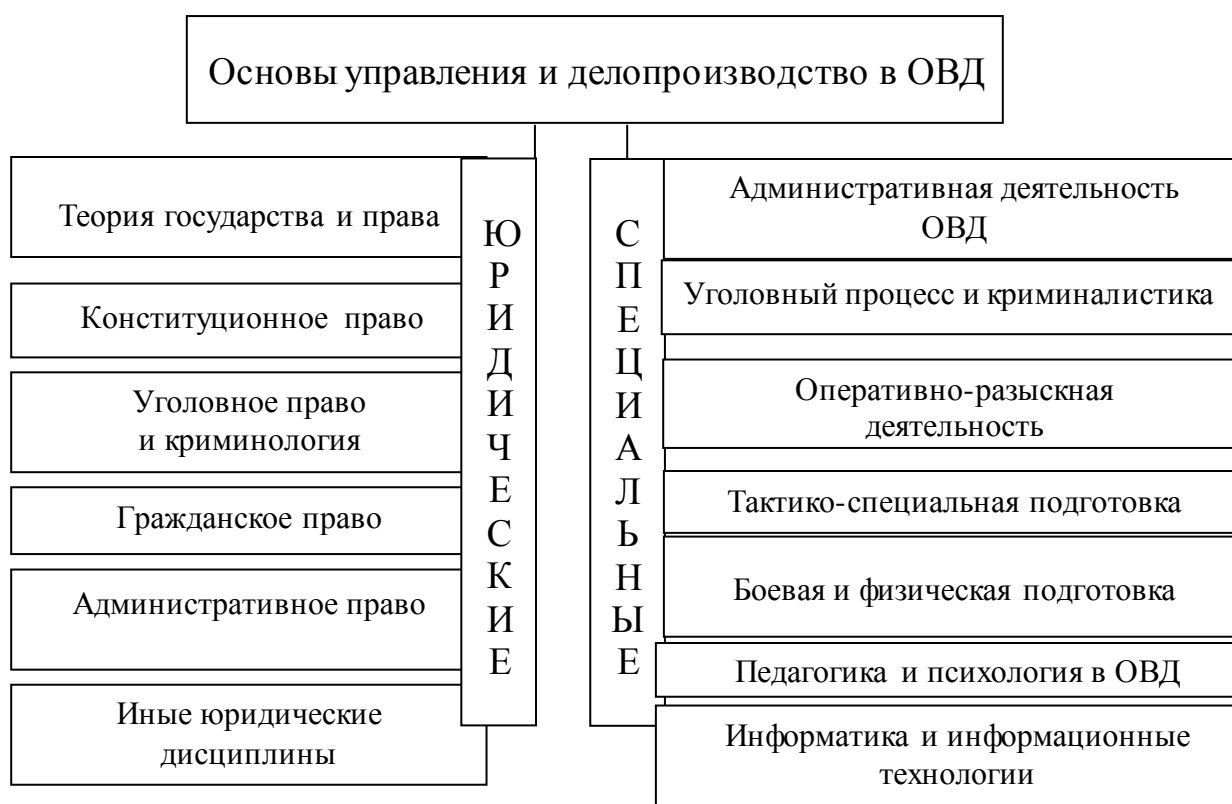 Основы управления и делопроизводство в ОВД
ЮРИДИЧЕСКИЕ
Теория государства и права
Конституционное право
Уголовное право
и криминология
Гражданское право
Административное право
Иные юридические
дисциплины
СПЕЦИАЛЬНЫЕ
Административная деятельность
ОВД
Уголовный процесс и криминалистика
Оперативно-разыскная
деятельность
Тактико-специальная подготовка
Боевая и физическая подготовка
Педагогика и психология в ОВД
Информатика и информационные
технологии